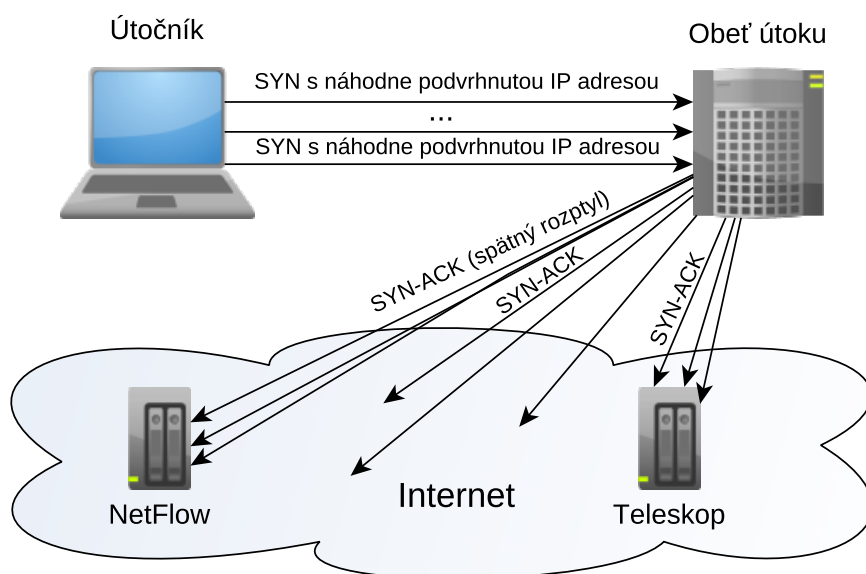 Útočník
Obeť útoku
SYN s náhodne podvrhnutou IP adresou
...
SYN s náhodne podvrhnutou IP adresou
SYN-ACK (spätný rozptyl)
SYN-ACK
SYN-ACK
Internet
NetFlow
Teleskop